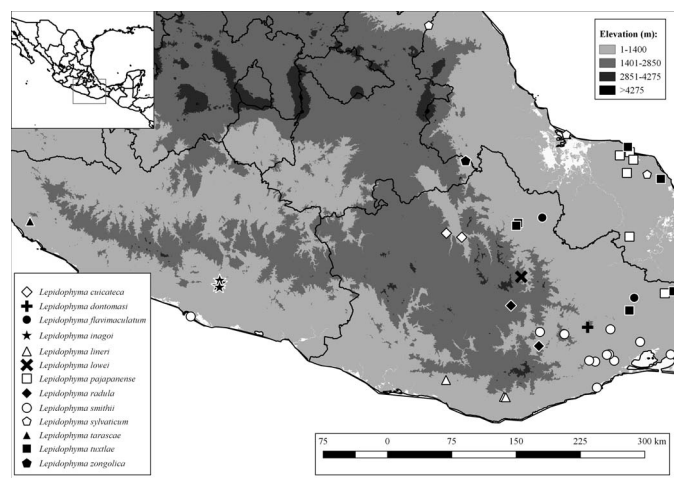 Elevation (m):
1-1400
1401-2850
2851-4275
>4275
Lepidophyma cuicateca
Lepidophyma dontomasi
Lepidophyma flavimaculatum
Lepidophyma inagoi
Lepidophyma lineri
Lepidophyma lowei
Lepidophyma pajapanense
Lepidophyma radula
Lepidophyma smithii
Lepidophyma sylvaticum
Lepidophyma tarascae
Lepidophyma tuxtlae
Lepidophyma zongolica
75 0 75 150 225 300 km